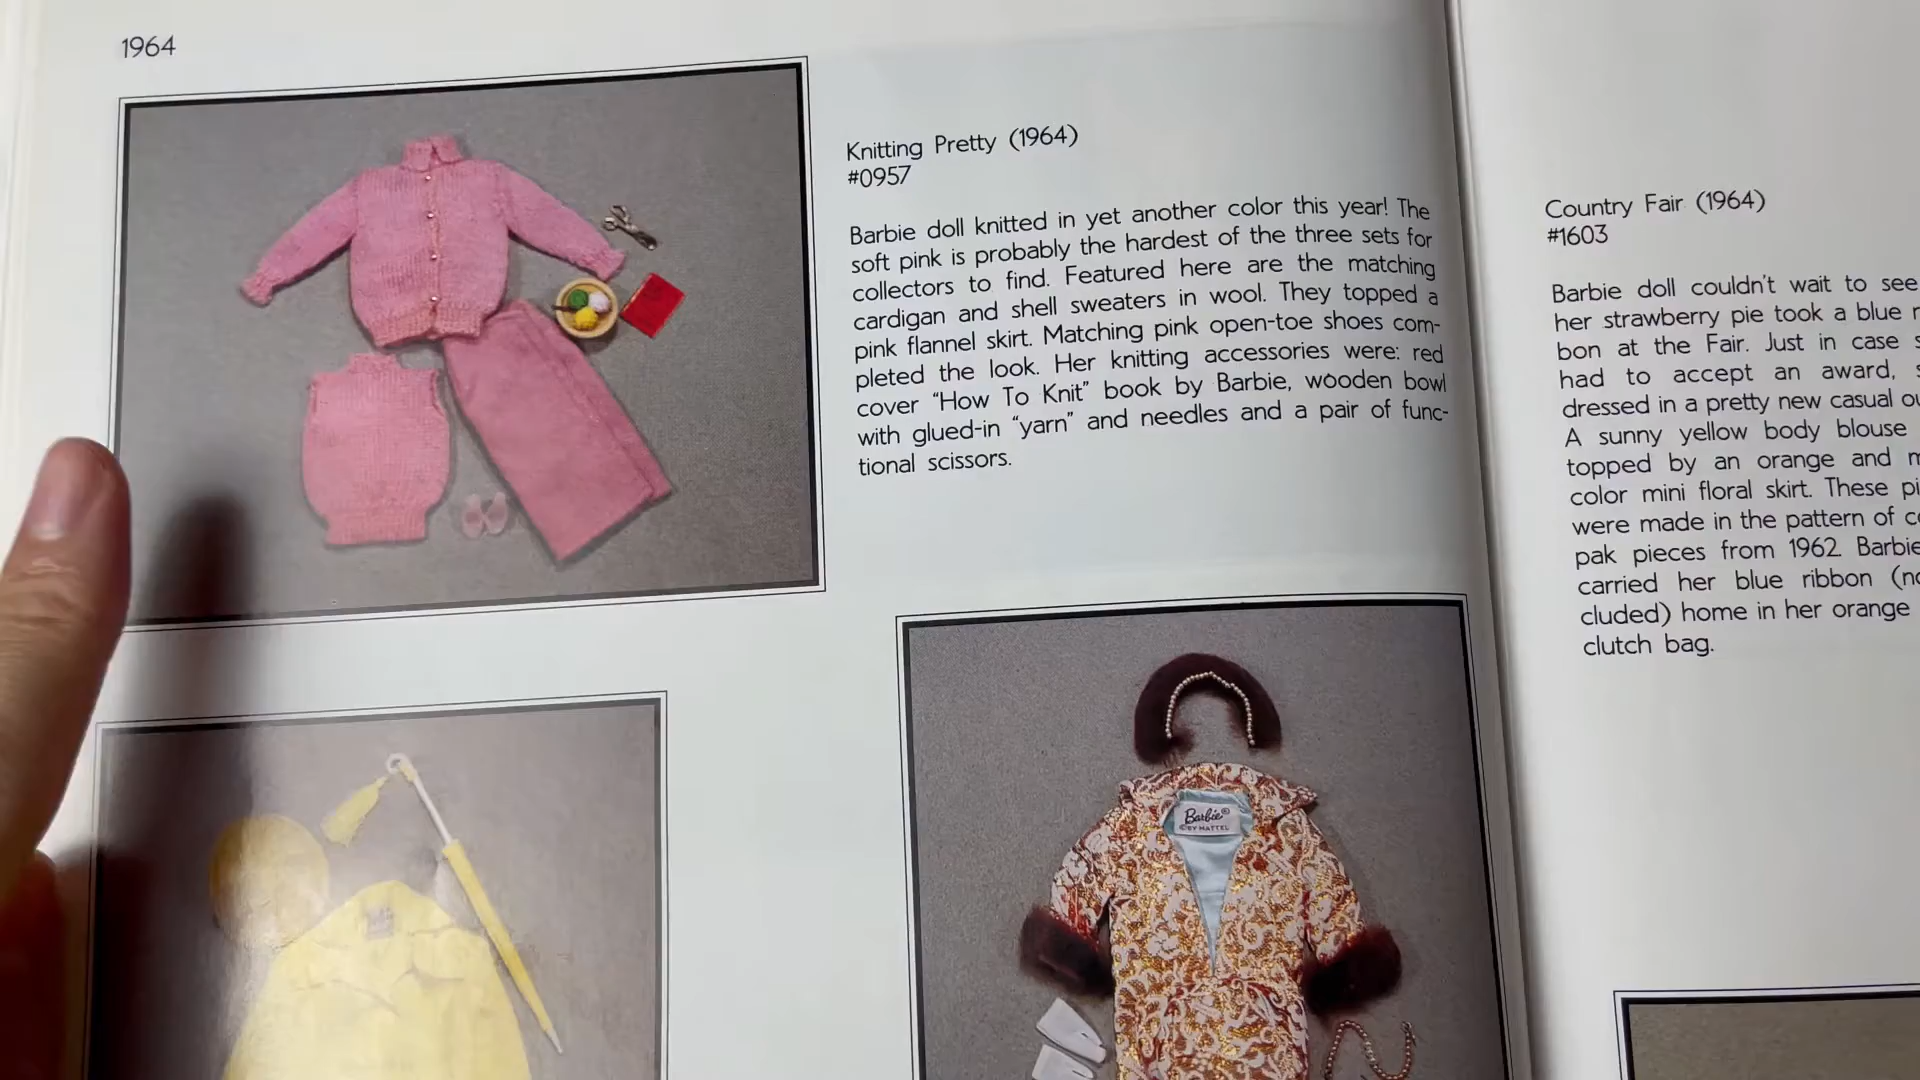 1964
Knitting Pretty (1964)
#0957
Barbie doll knitted in yet another color this year! The
soft pink is probably the hardest of the three sets for
collectors to find. Featured here are the matching
cardigan and shell sweaters in wool. They topped a
pink flannel skirt. Matching pink open-toe shoes com-
pleted the look. Her knitting accessories were: red
cover “How To Knit” book by Barbie, wooden bowl
with glued-in “yarn” and needles and a pair of func-
tional scissors.
Barbie®
©BY MATTEL
Country Fair (1964)
#1603
Barbie doll couldn't wait to see
her strawberry pie took a blue
bon at the Fair. Just in case
had to accept an award,
dressed in a pretty new casual
A sunny yellow body blouse
topped by an orange and
color mini floral skirt. These
were made in the pattern of
pak pieces from 1962. Barbie
carried her blue ribbon
cluded) home in her orange
clutch bag.